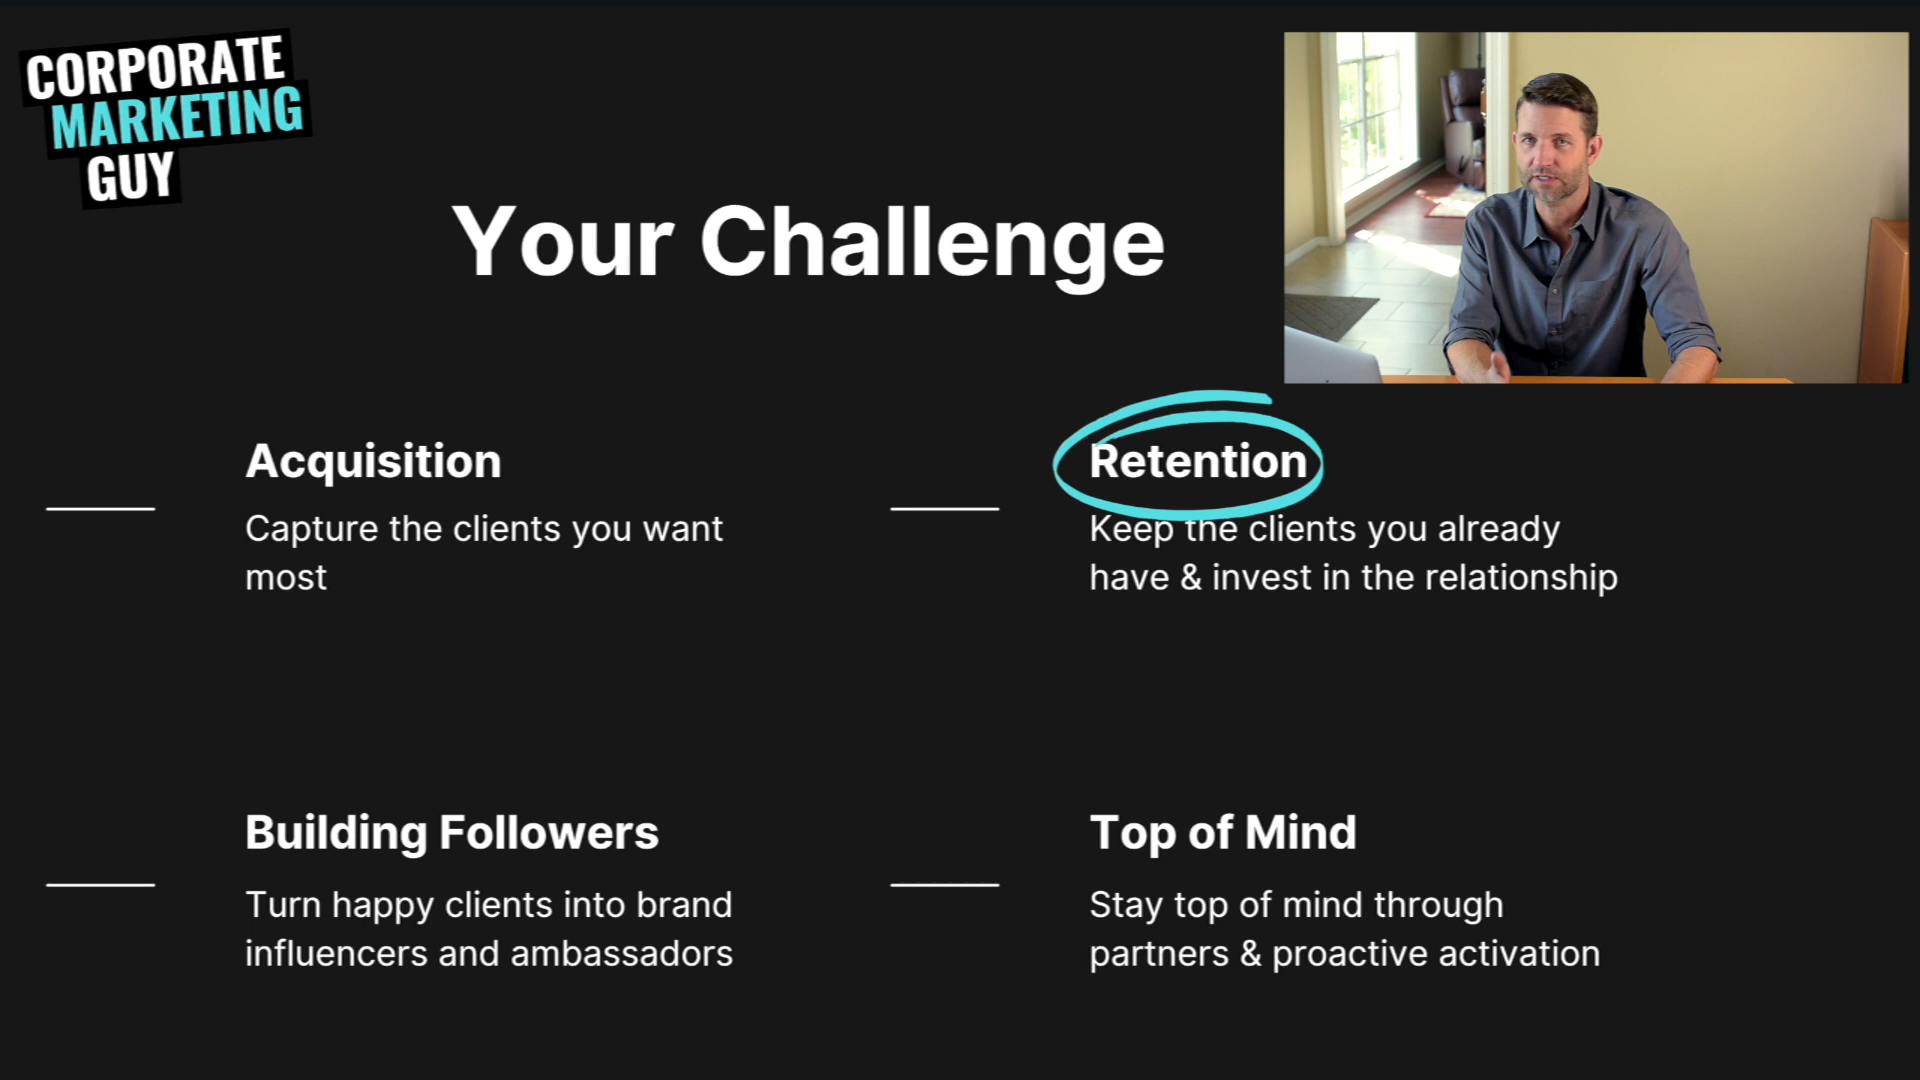 CORPORATE
MARKETING
GUY
Your Challenge
Acquisition
Capture the clients you want
most
Retention
Keep the clients you already
have & invest in the relationship
Building Followers
Turn happy clients into brand
influencers and ambassadors
Top of Mind
Stay top of mind through
partners & proactive activation